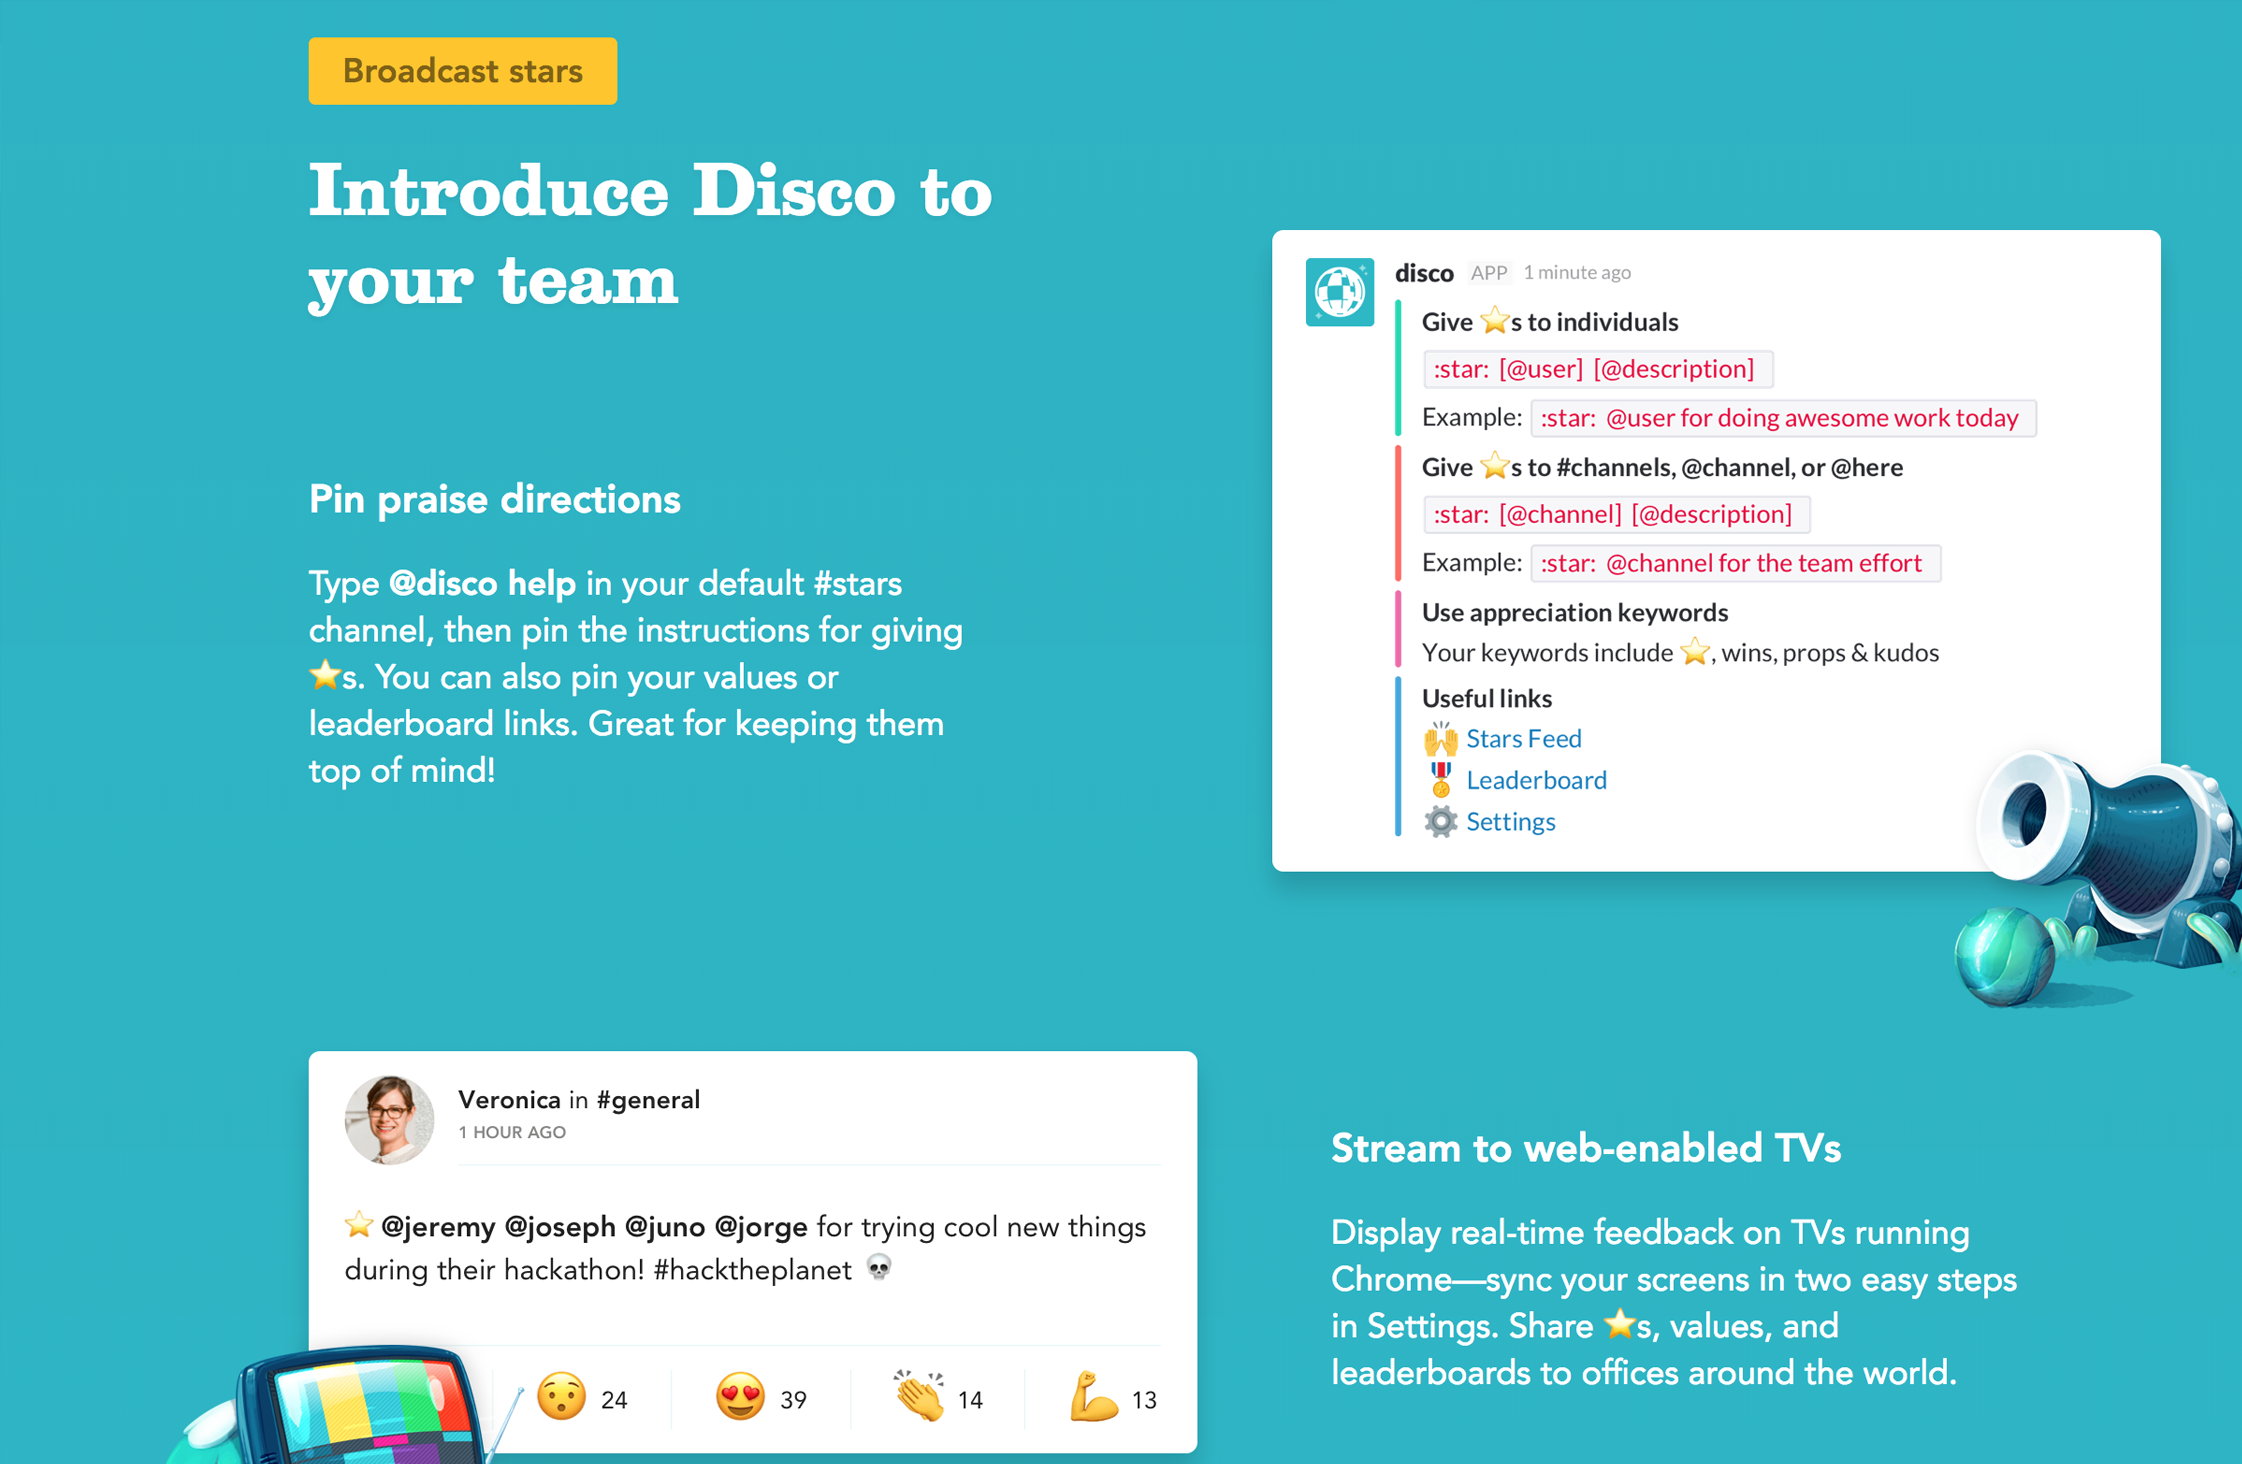 Broadcast stars
Introduce Disco to
your team
Pin praise directions
Type @disco help in your default #stars
channel, then pin the instructions for giving
⭐s. You can also pin your values or
leaderboard links. Great for keeping them
top of mind!
disco APP 1 minute ago
Give ⭐s to individuals
:star: [@user] [@description]
Example: :star: @user for doing awesome work today
Give ⭐s to #channels, @channel, or @here
:star: [@channel] [@description]
Example: :star: @channel for the team effort
Use appreciation keywords
Your keywords include ⭐, wins, props & kudos
Useful links
🙌 Stars Feed
🏅 Leaderboard
⚙️ Settings
Veronica in #general
1 HOUR AGO
⭐ @jeremy @joseph @juno @jorge for trying cool new things
during their hackathon! #hacktheplanet 💀
😯 24 😍 39 👏 14 💪 13
Stream to web-enabled TVs
Display real-time feedback on TVs running
Chrome—sync your screens in two easy steps
in Settings. Share ⭐s, values, and
leaderboards to offices around the world.